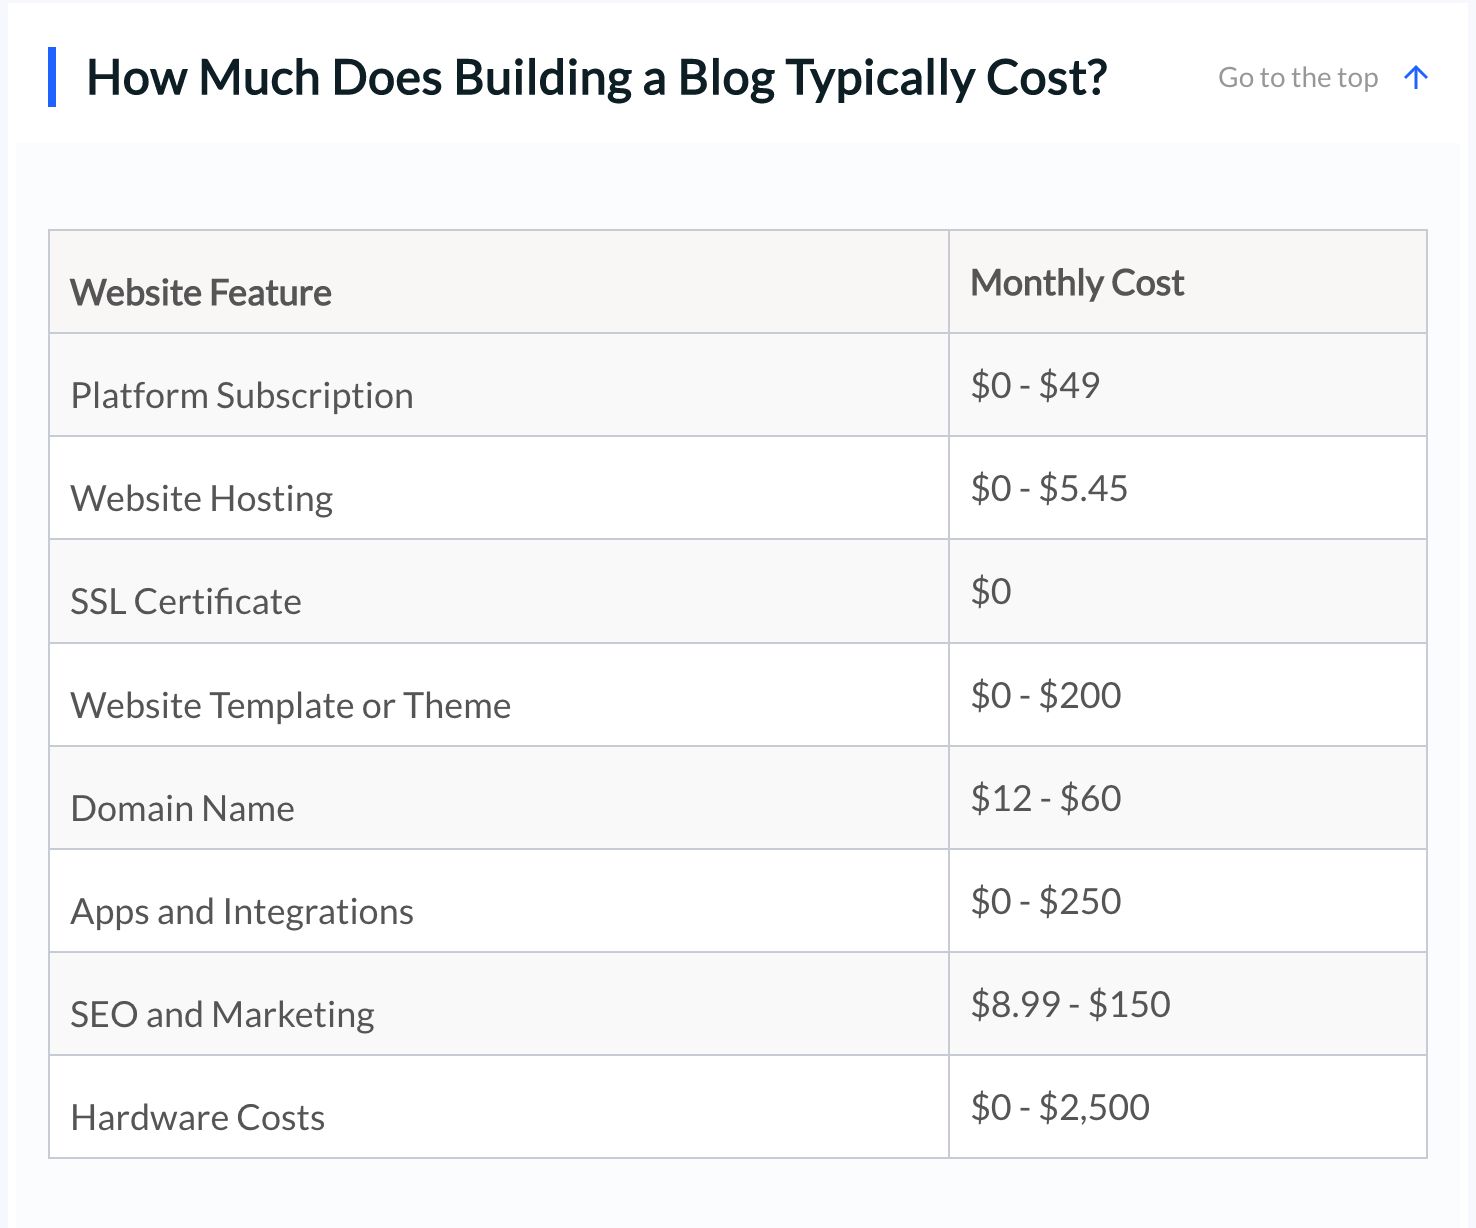 How Much Does Building a Blog Typically Cost?
Go to the top
Website Feature
Monthly Cost
Platform Subscription
$0 - $49
Website Hosting
$0 - $5.45
SSL Certificate
$0
Website Template or Theme
$0 - $200
Domain Name
$12 - $60
Apps and Integrations
$0 - $250
SEO and Marketing
$8.99 - $150
Hardware Costs
$0 - $2,500